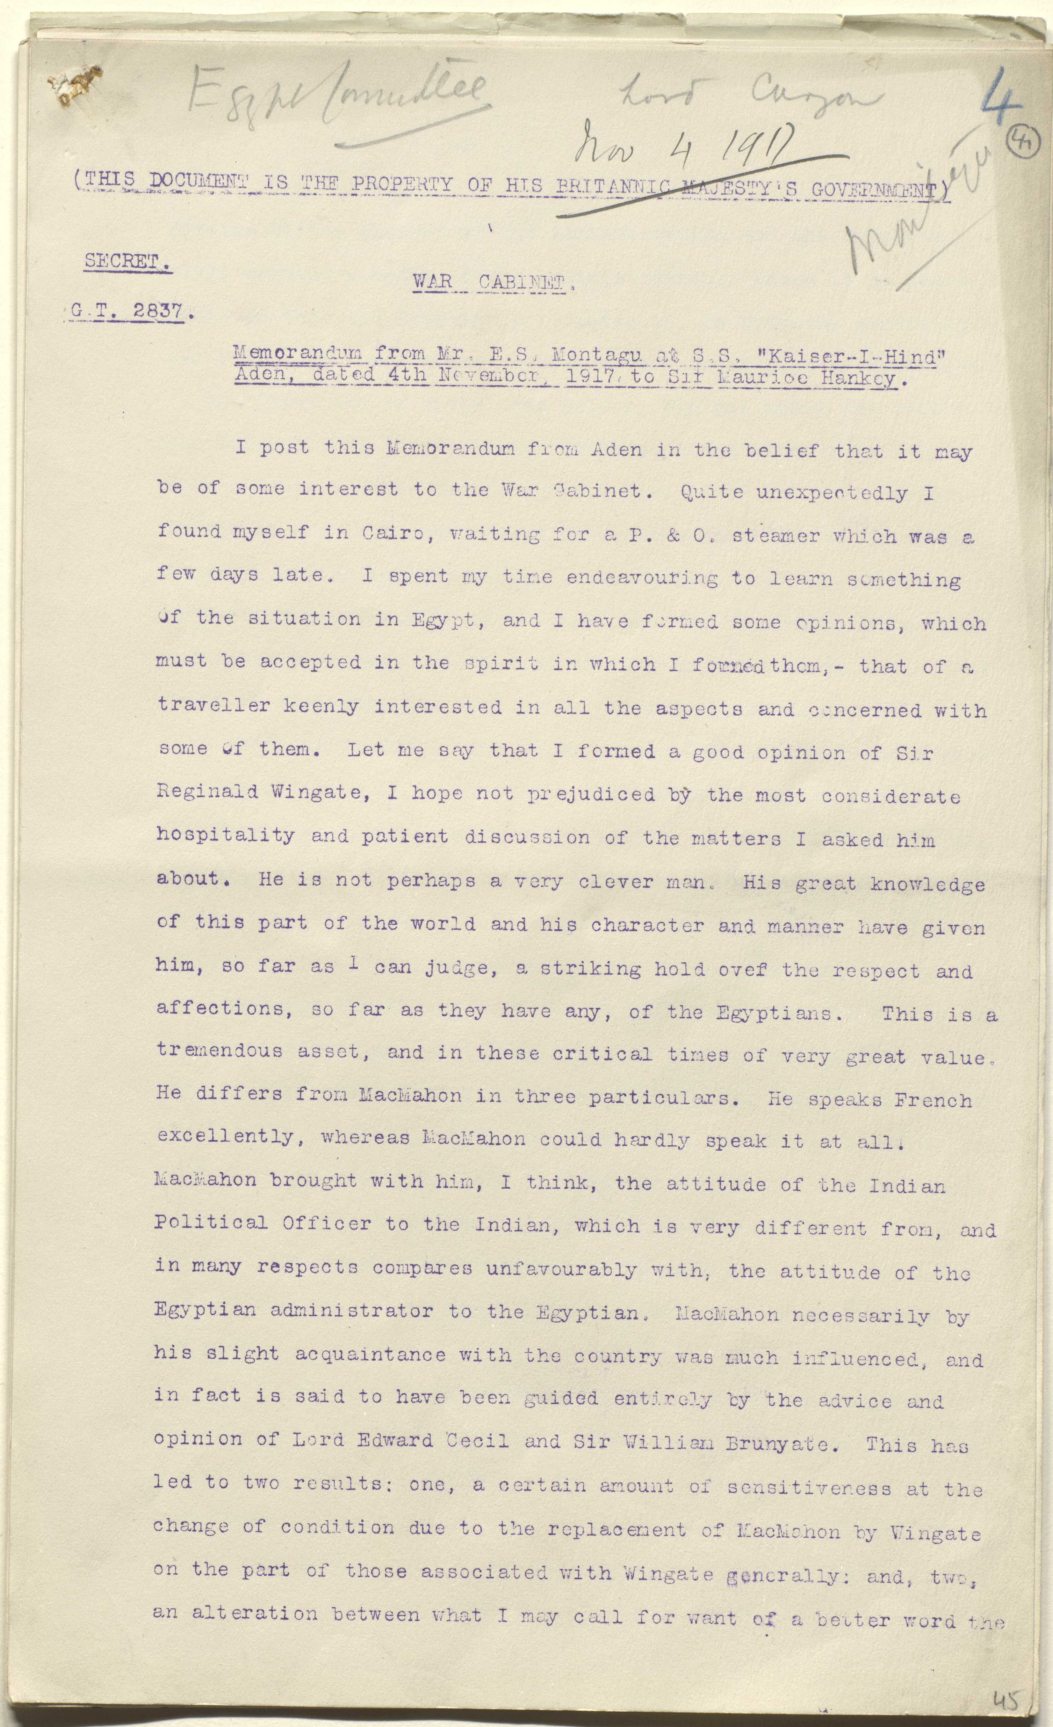 Egypt Committee
Lord Curzon
4
41
Nov 4 1917
(THIS DOCUMENT IS THE PROPERTY OF HIS BRITANNIC MAJESTY'S GOVERNMENT)
Montagu
SECRET.
WAR CABINET.
G.T. 2837.
Memorandum from Mr. E.S. Montagu at S.S. "Kaiser-I-Hind"
Aden, dated 4th November, 1917, to Sir Maurice Hankey.
I post this Memorandum from Aden in the belief that it may
be of some interest to the War Cabinet. Quite unexpectedly I
found myself in Cairo, waiting for a P. & O. steamer which was a
few days late. I spent my time endeavouring to learn something
of the situation in Egypt, and I have formed some opinions, which
must be accepted in the spirit in which I formed them,- that of a
traveller keenly interested in all the aspects and concerned with
some of them. Let me say that I formed a good opinion of Sir
Reginald Wingate, I hope not prejudiced by the most considerate
hospitality and patient discussion of the matters I asked him
about. He is not perhaps a very clever man. His great knowledge
of this part of the world and his character and manner have given
him, so far as I can judge, a striking hold over the respect and
affections, so far as they have any, of the Egyptians. This is a
tremendous asset, and in these critical times of very great value.
He differs from MacMahon in three particulars. He speaks French
excellently, whereas MacMahon could hardly speak it at all.
MacMahon brought with him, I think, the attitude of the Indian
Political Officer to the Indian, which is very different from, and
in many respects compares unfavourably with, the attitude of the
Egyptian administrator to the Egyptian. MacMahon necessarily by
his slight acquaintance with the country was much influenced, and
in fact is said to have been guided entirely by the advice and
opinion of Lord Edward Cecil and Sir William Brunyate. This has
led to two results: one, a certain amount of sensitiveness at the
change of condition due to the replacement of MacMahon by Wingate
on the part of those associated with Wingate generally: and, two,
an alteration between what I may call for want of a better word the
45